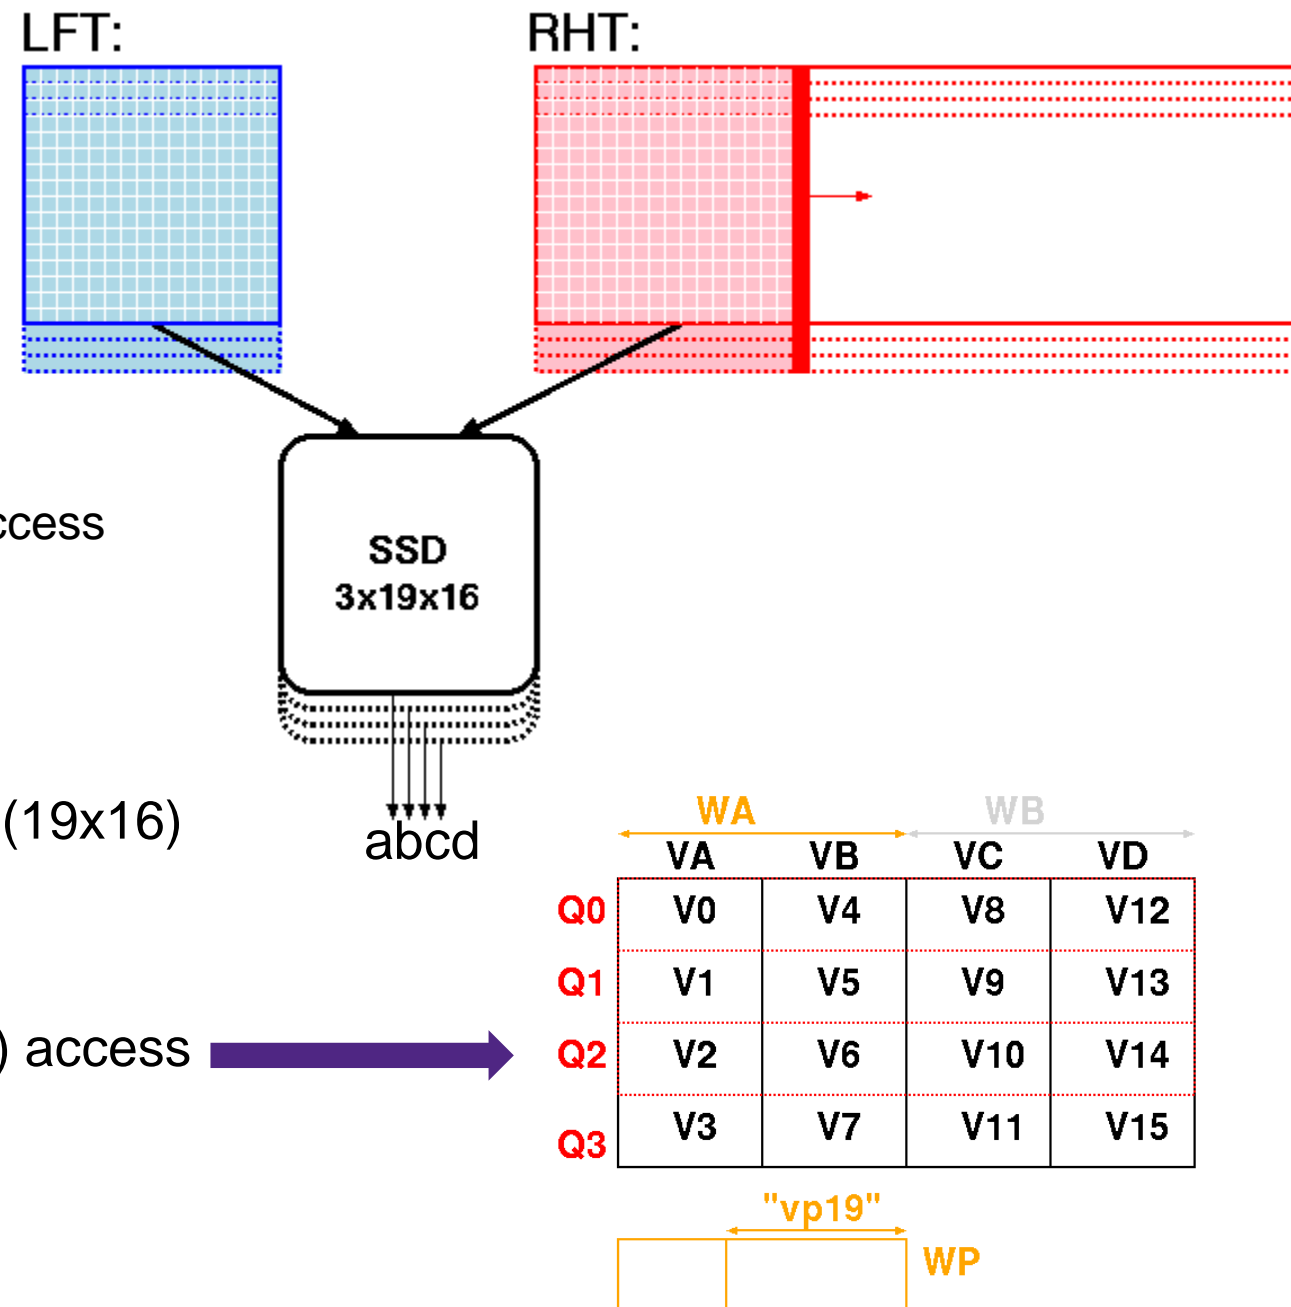 LFT:
RHT:
ccess
SSD
3x19x16
(19x16)
abcd
WA WB
VA VB VC VD
Q0 V0 V4 V8 V12
Q1 V1 V5 V9 V13
) access
Q2 V2 V6 V10 V14
Q3 V3 V7 V11 V15
"vp19"
WP